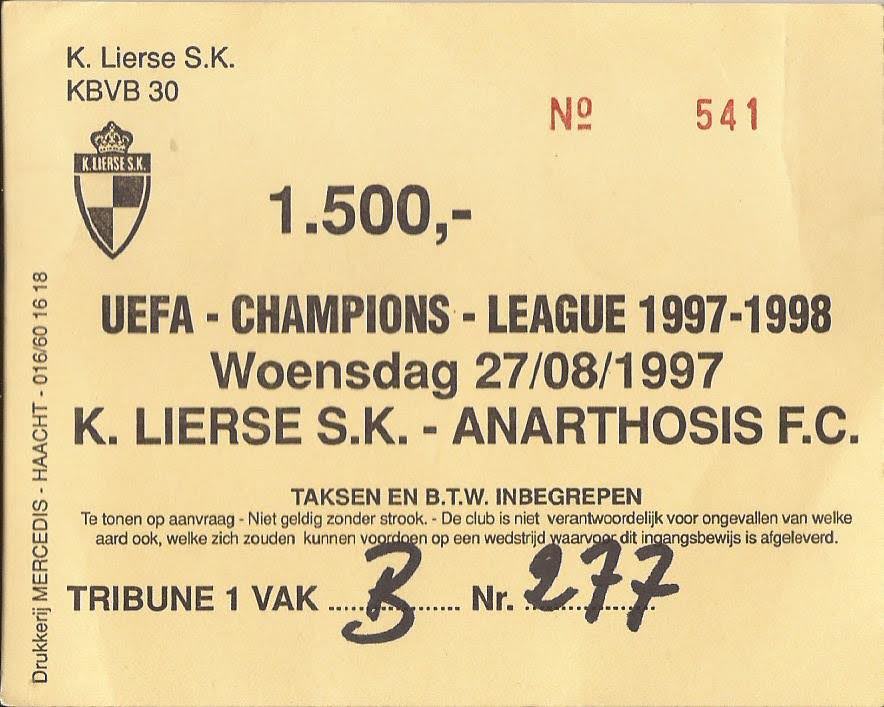 K. Lierse S.K.
KBVB 30
Nº 541
K. LIERSE S.K.
1.500,-
UEFA - CHAMPIONS - LEAGUE 1997-1998
Woensdag 27/08/1997
K. LIERSE S.K. - ANARTHOSIS F.C.
TAKSEN EN B.T.W. INBEGREPEN
Te tonen op aanvraag - Niet geldig zonder strook. - De club is niet verantwoordelijk voor ongevallen van welke
aard ook, welke zich zouden kunnen voordoen op een wedstrijd waarvoor dit ingangsbewijs is afgeleverd.
TRIBUNE 1 VAK ..... B ..... Nr. 277
Drukkerij MERCEDIS - HAACHT - 016/60 16 18